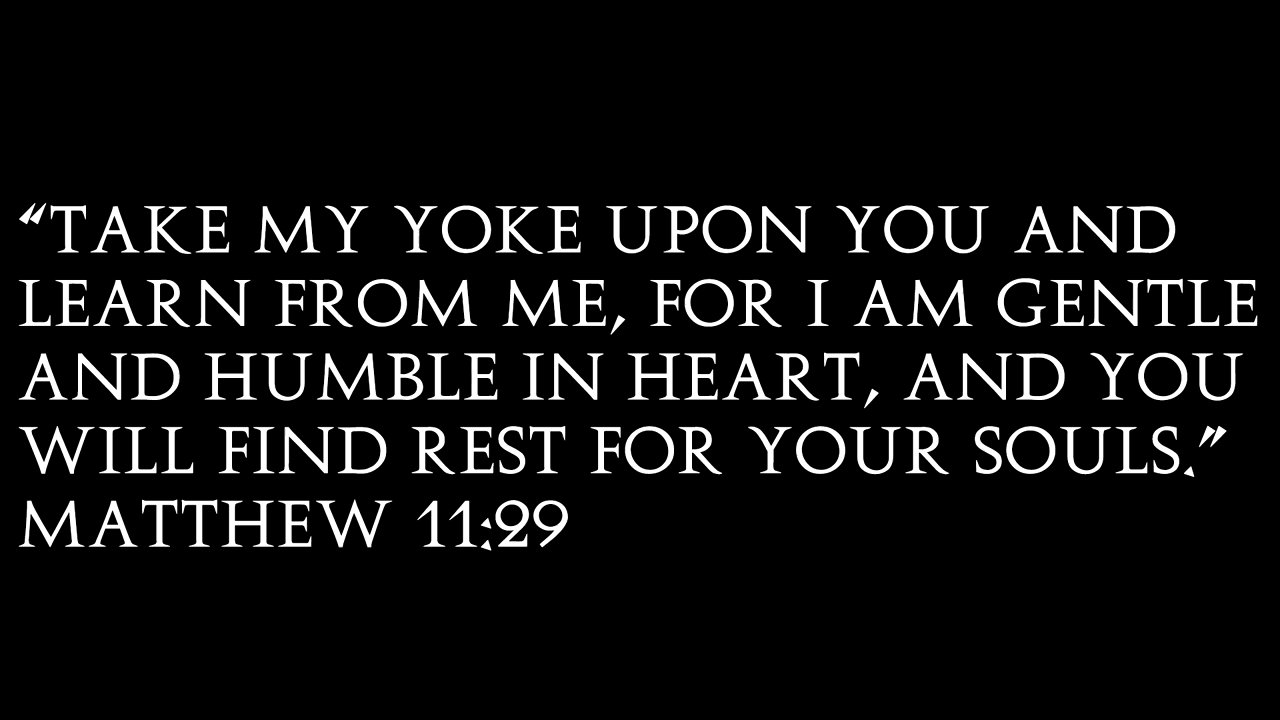 “TAKE MY YOKE UPON YOU AND
LEARN FROM ME, FOR I AM GENTLE
AND HUMBLE IN HEART, AND YOU
WILL FIND REST FOR YOUR SOULS.”
MATTHEW 11:29